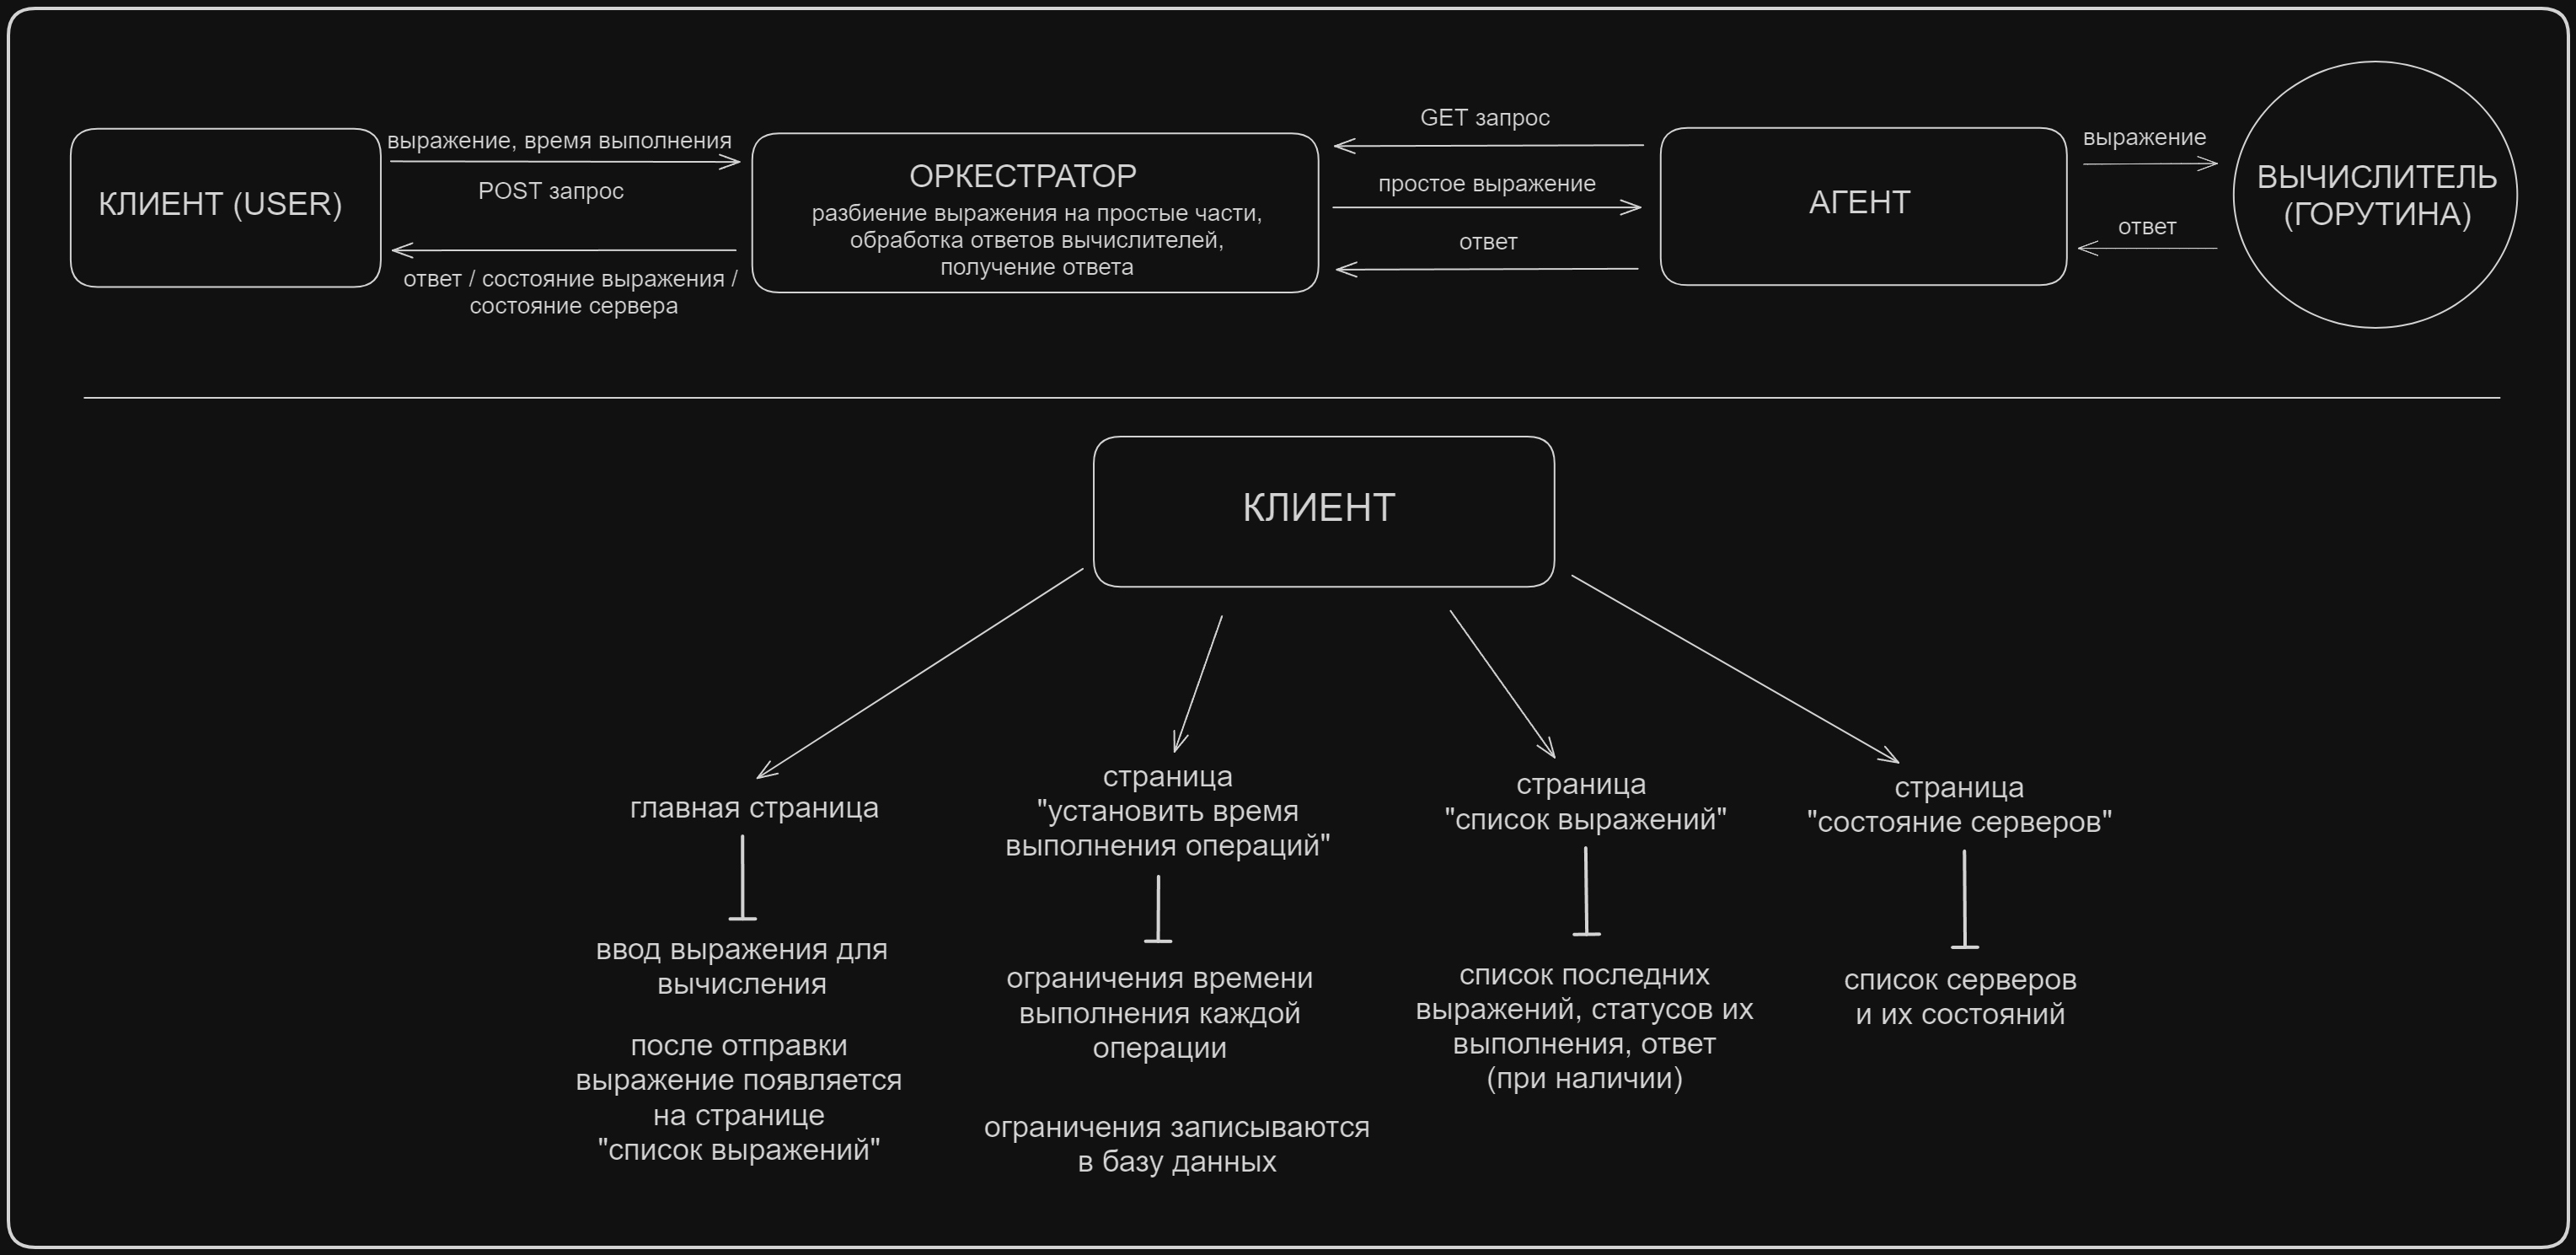 КЛИЕНТ (USER)
выражение, время выполнения
POST запрос
ответ / состояние выражения /
состояние сервера
ОРКЕСТРАТОР
разбиение выражения на простые части,
обработка ответов вычислителей,
получение ответа
GET запрос
простое выражение
ответ
АГЕНТ
выражение
ответ
ВЫЧИСЛИТЕЛЬ
(ГОРУТИНА)
КЛИЕНТ
главная страница
ввод выражения для
вычисления
после отправки
выражение появляется
на странице
"список выражений"
страница
"установить время
выполнения операций"
ограничения времени
выполнения каждой
операции
ограничения записываются
в базу данных
страница
"список выражений"
список последних
выражений, статусов их
выполнения, ответ
(при наличии)
страница
"состояние серверов"
список серверов
и их состояний